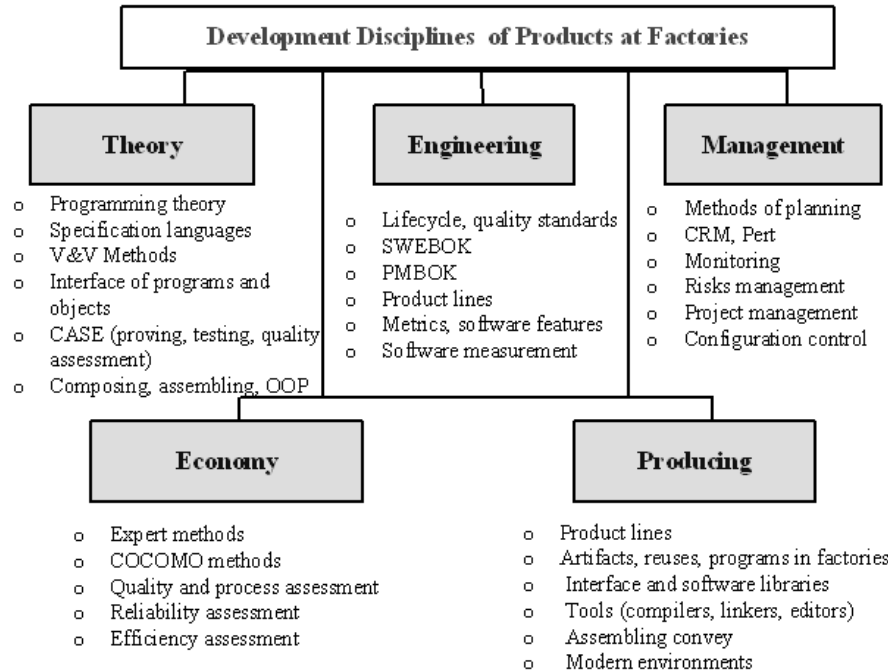 Development Disciplines of Products at Factories
Theory
o Programming theory
o Specification languages
o V&V Methods
o Interface of programs and
objects
o CASE (proving, testing, quality
assessment)
o Composing, assembling, OOP
Engineering
o Lifecycle, quality standards
o SWEBOK
o PMBOK
o Product lines
o Metrics, software features
o Software measurement
Management
o Methods of planning
o CRM, Pert
o Monitoring
o Risks management
o Project management
o Configuration control
Economy
o Expert methods
o COCOMO methods
o Quality and process assessment
o Reliability assessment
o Efficiency assessment
Producing
o Product lines
o Artifacts, reuses, programs in factories
o Interface and software libraries
o Tools (compilers, linkers, editors)
o Assembling convey
o Modern environments